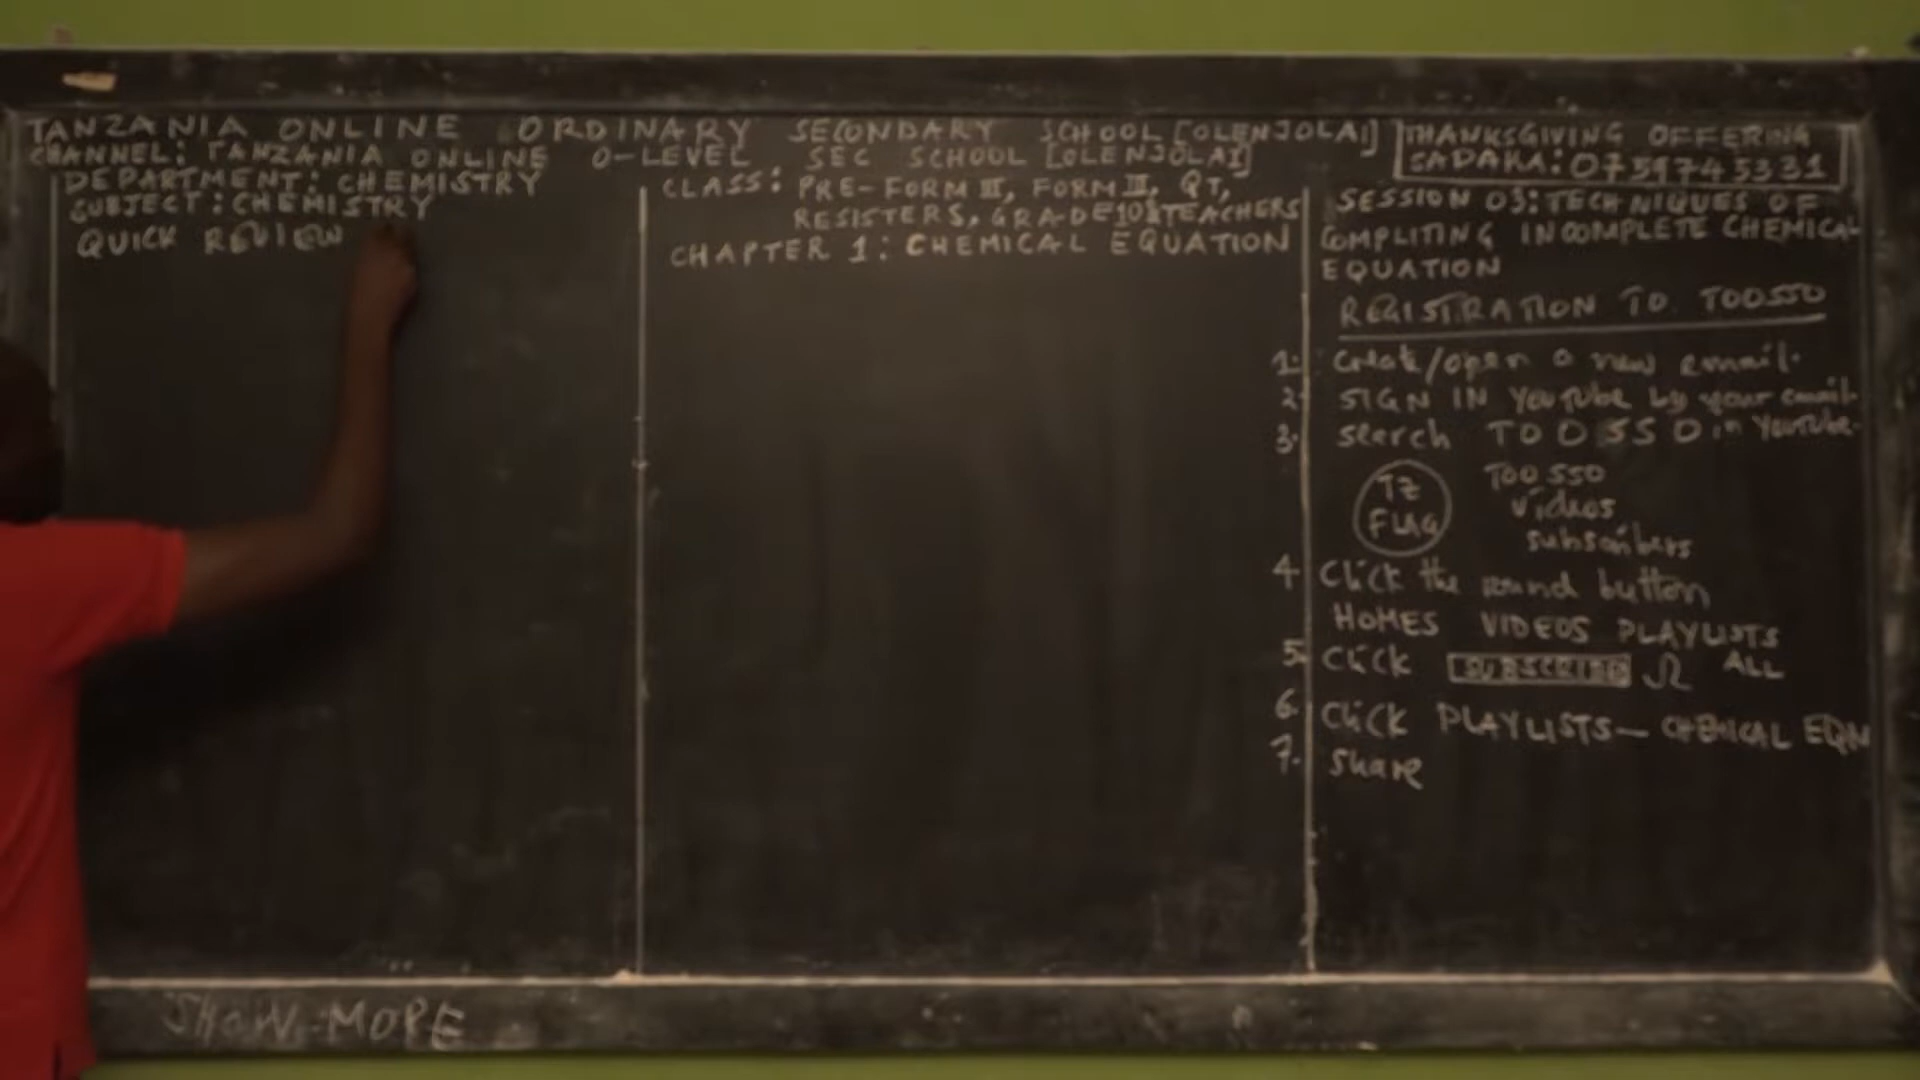 TANZANIA ONLINE ORDINARY SECONDARY SCHOOL [OLENJOLAI]
CHANNEL: TANZANIA ONLINE O-LEVEL SEC SCHOOL [OLENJOLAI]
DEPARTMENT: CHEMISTRY
SUBJECT: CHEMISTRY
QUICK REVIEW
CLASS: PRE-FORM III, FORM III, QT,
RESISTERS, GRADE 10 & TEACHERS
CHAPTER 1: CHEMICAL EQUATION
THANKSGIVING OFFERING
SADAKA: 0759745331
SESSION 03: TECHNIQUES OF
COMPLITING INCOMPLETE CHEMICAL
EQUATION
REGISTRATION TO TOOSSO
1. Create/open a new email.
2. SIGN IN YouTube by your email.
3. search TOOSSO in YouTube.
TZ
FLAG
TOOSSO
videos
subscribers
4 Click the round button
HOMES VIDEOS PLAYLISTS
5. Click SUBSCRIBE ALL
6. Click PLAYLISTS — CHEMICAL EQN
7. Share
SHOW MORE